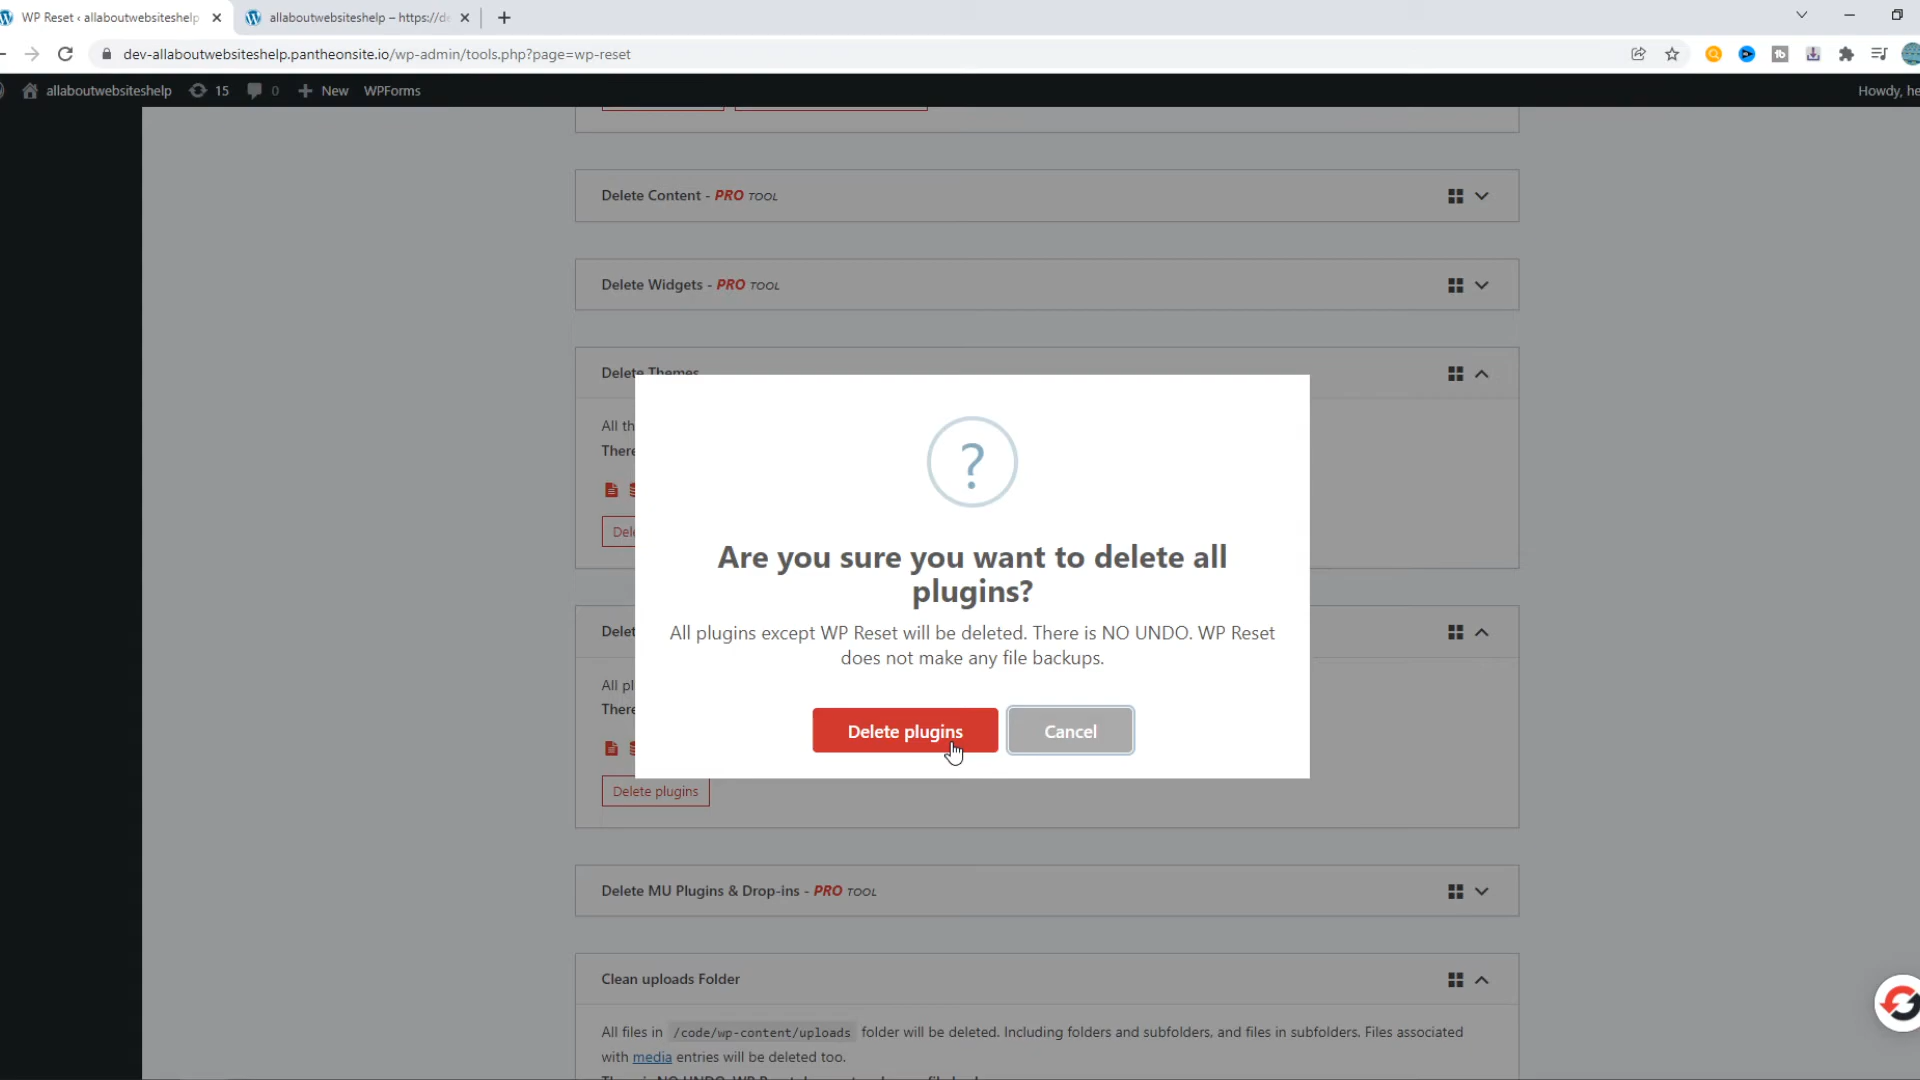 WP Reset ‹ allaboutwebsiteshelp
allaboutwebsiteshelp – https://de
dev-allaboutwebsiteshelp.pantheonsite.io/wp-admin/tools.php?page=wp-reset
allaboutwebsiteshelp 15 0 New WPForms
Howdy, he
Delete Content - PRO TOOL
Delete Widgets - PRO TOOL
Delete Themes
All th
There
Dele
?
Are you sure you want to delete all
plugins?
All plugins except WP Reset will be deleted. There is NO UNDO. WP Reset
does not make any file backups.
Delete plugins Cancel
Delet
All pl
There
Delete plugins
Delete MU Plugins & Drop-ins - PRO TOOL
Clean uploads Folder
All files in /code/wp-content/uploads folder will be deleted. Including folders and subfolders, and files in subfolders. Files associated
with media entries will be deleted too.